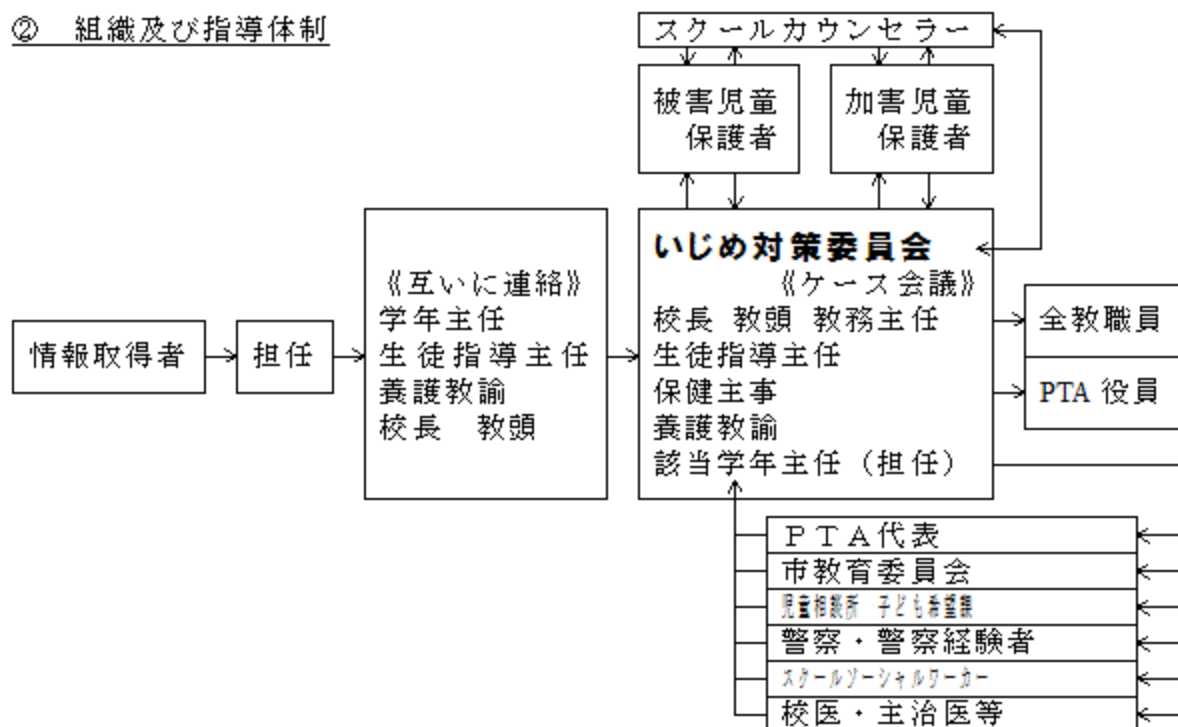 ②　組織及び指導体制
スクールカウンセラー
被害児童
保護者
加害児童
保護者
情報取得者
担任
《互いに連絡》
学年主任
生徒指導主任
養護教諭
校長　教頭
いじめ対策委員会
《ケース会議》
校長 教頭 教務主任
生徒指導主任
保健主事
養護教諭
該当学年主任（担任）
全教職員
PTA 役員
ＰＴＡ代表
市教育委員会
児童相談所　子ども希望課
警察・警察経験者
スクールソーシャルワーカー
校医・主治医等